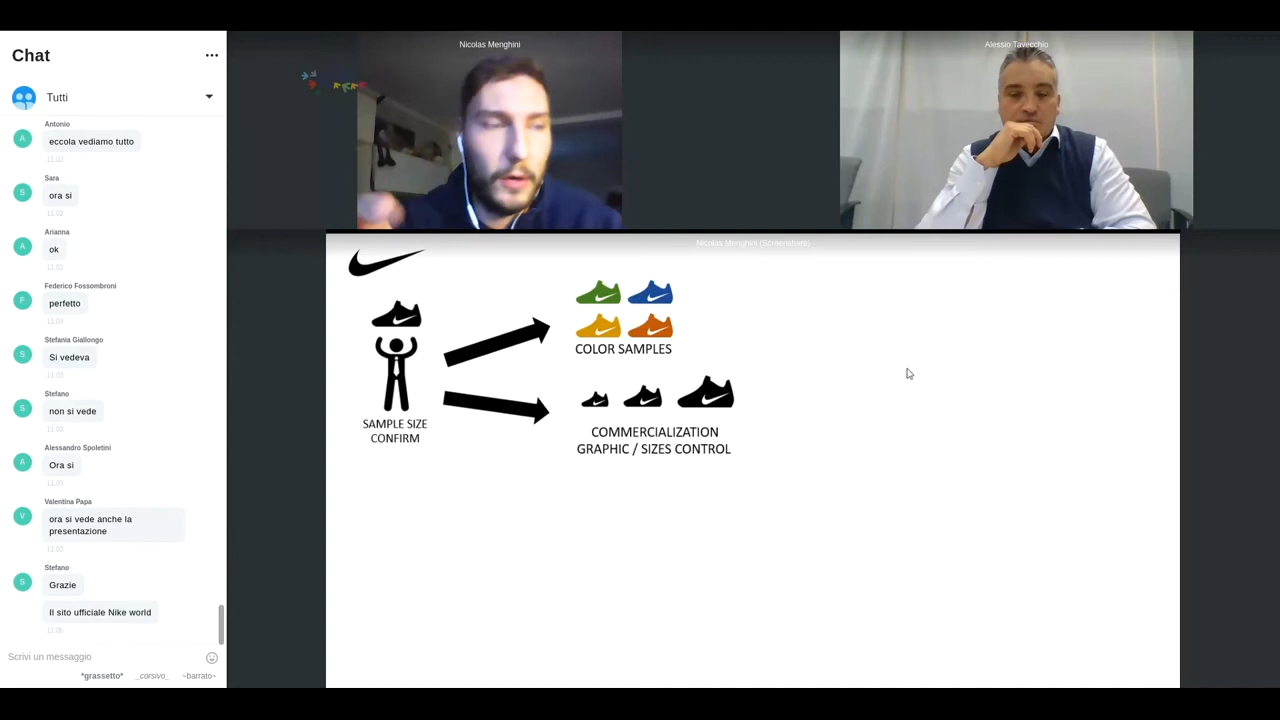 Chat
Tutti
Antonio
A
eccola vediamo tutto
11:02
Sara
S
ora si
11:02
Arianna
A
ok
11:02
Federico Fossombroni
F
perfetto
11:03
Stefania Giallongo
S
Si vedeva
11:03
Stefano
S
non si vede
11:03
Alessandro Spoletini
A
Ora si
11:03
Valentina Papa
V
ora si vede anche la
presentazione
11:03
Stefano
S
Grazie
Il sito ufficiale Nike world
11:06
Scrivi un messaggio
*grassetto* _corsivo_ ~barrato~
Nicolas Menghini
Alessio Tavecchio
Nicolas Menghini (Screenshare)
COLOR SAMPLES
SAMPLE SIZE
CONFIRM
COMMERCIALIZATION
GRAPHIC / SIZES CONTROL